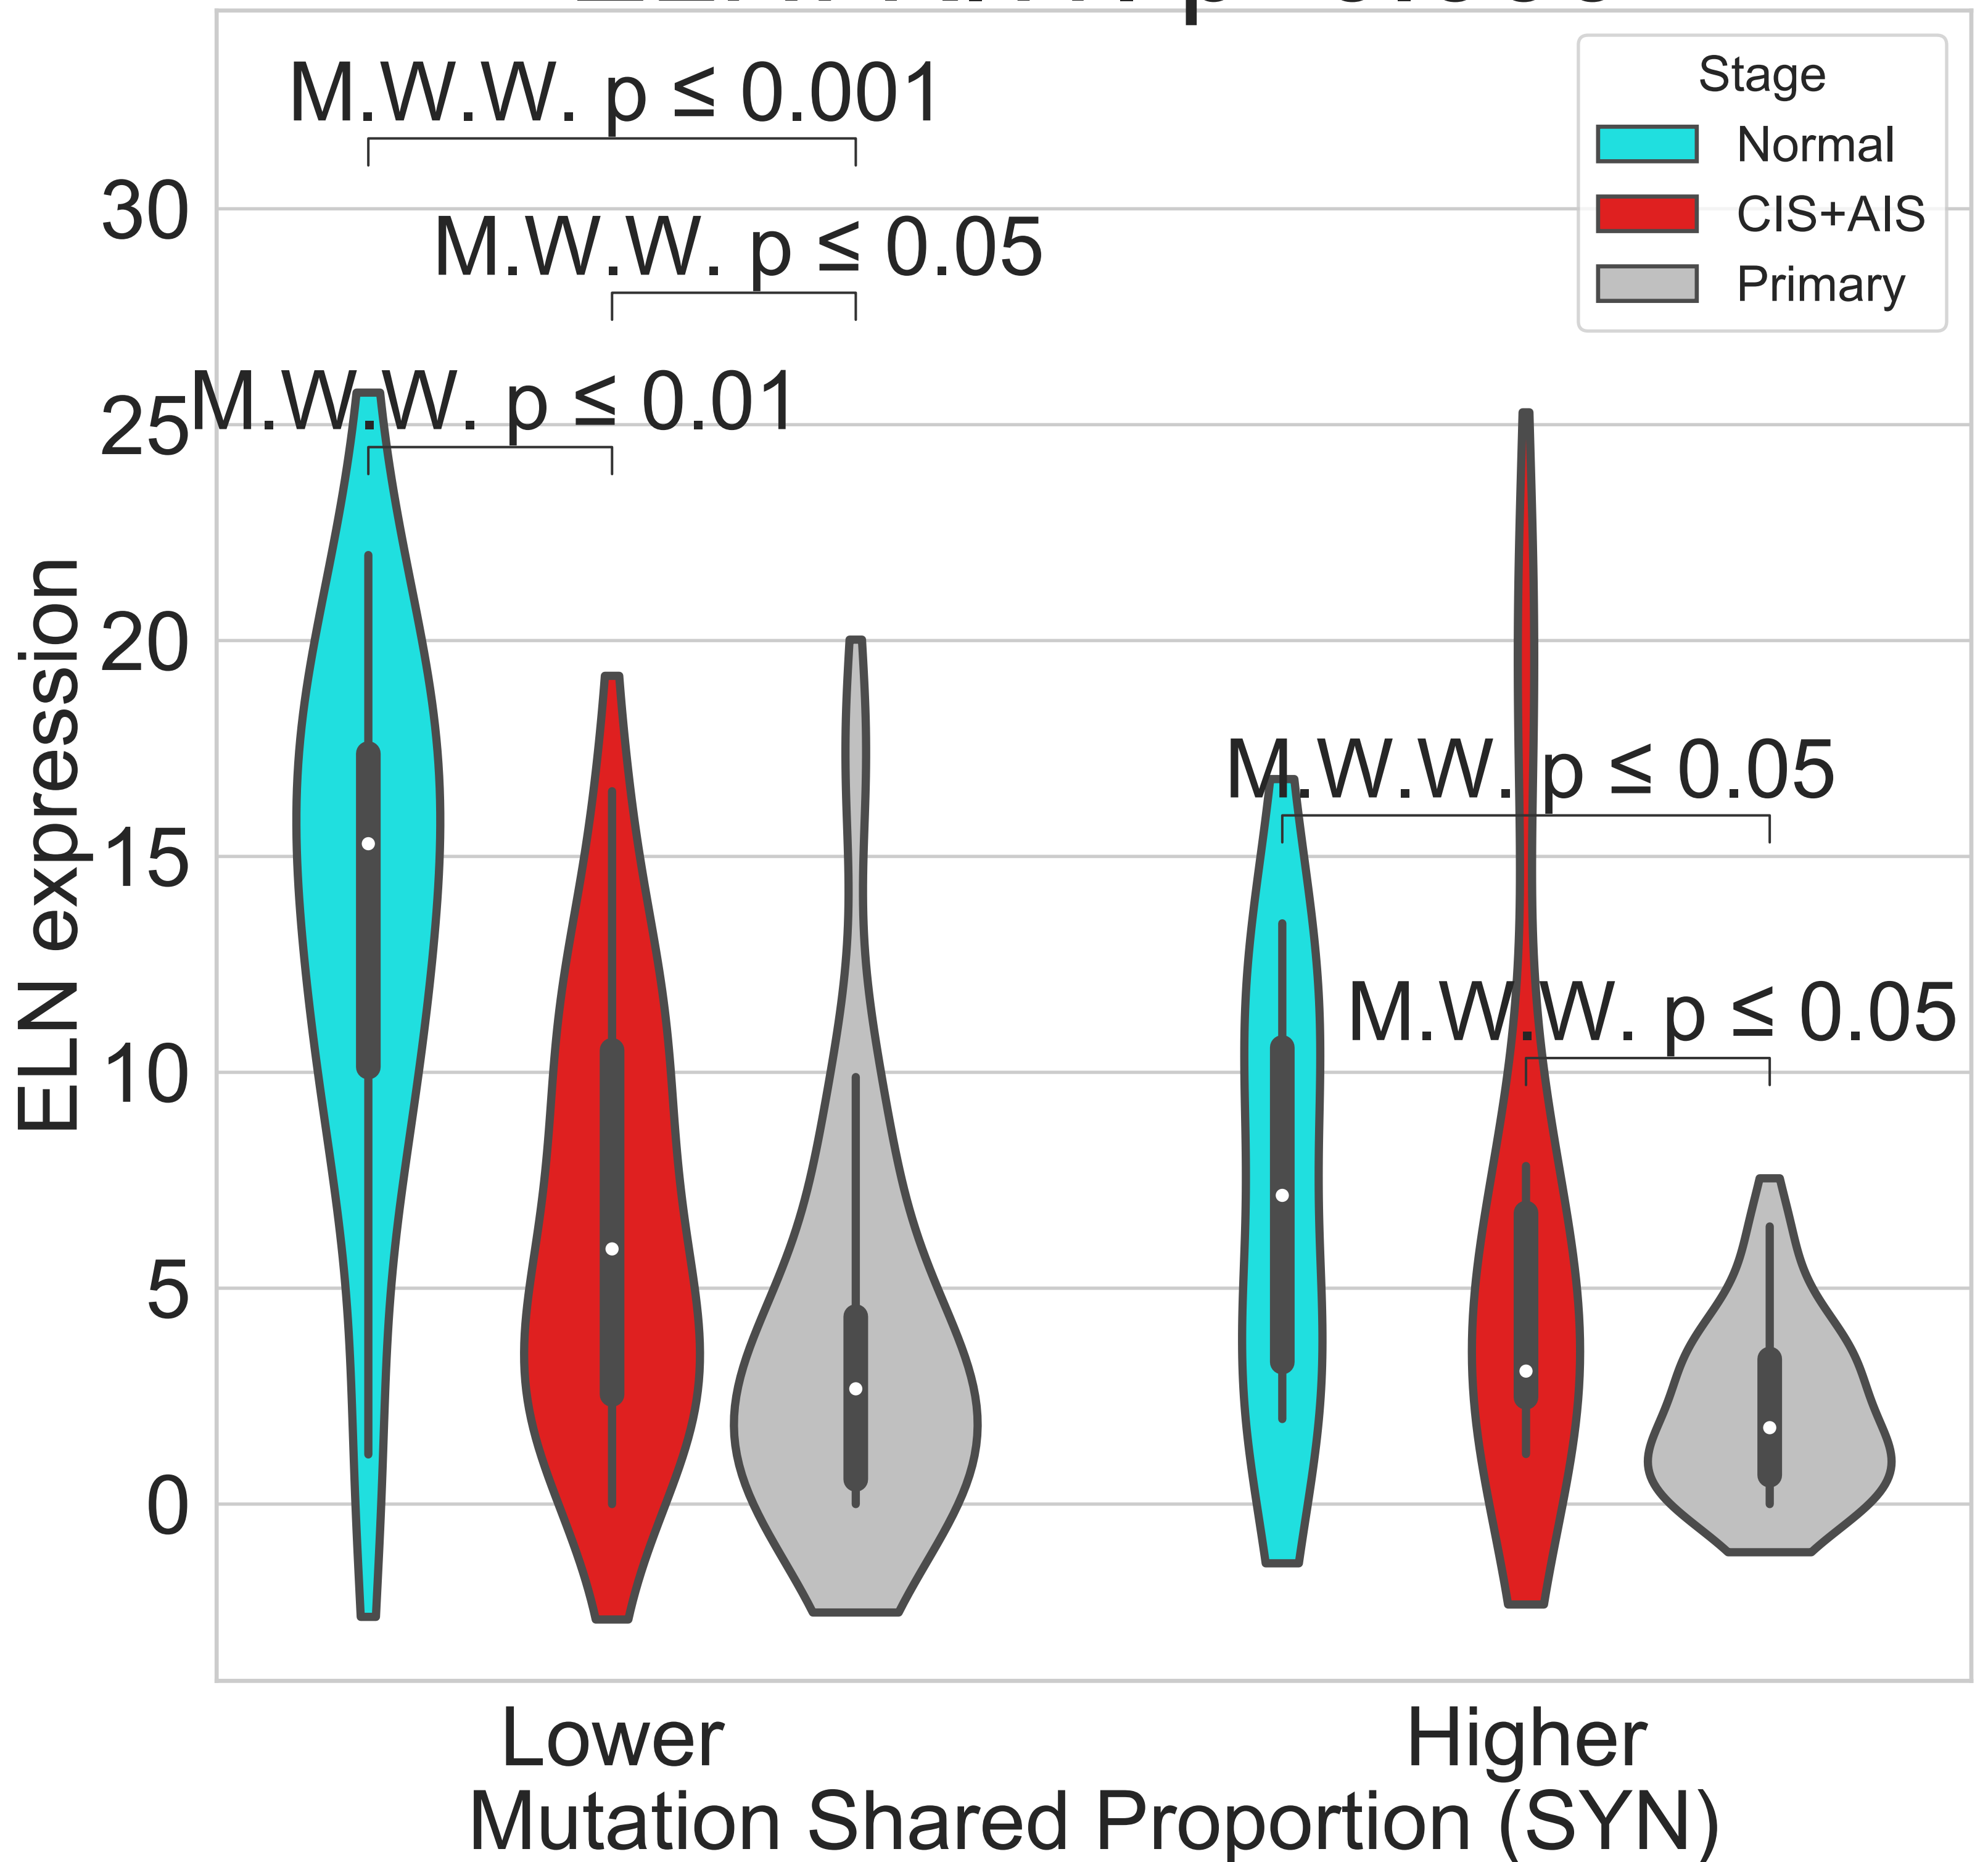 M.W.W. p ≤ 0.001
M.W.W. p ≤ 0.05
M.W.W. p ≤ 0.01
M.W.W. p ≤ 0.05
M.W.W. p ≤ 0.05
Stage
Normal
CIS+AIS
Primary
ELN expression
30
25
20
15
10
5
0
Lower
Higher
Mutation Shared Proportion (SYN)